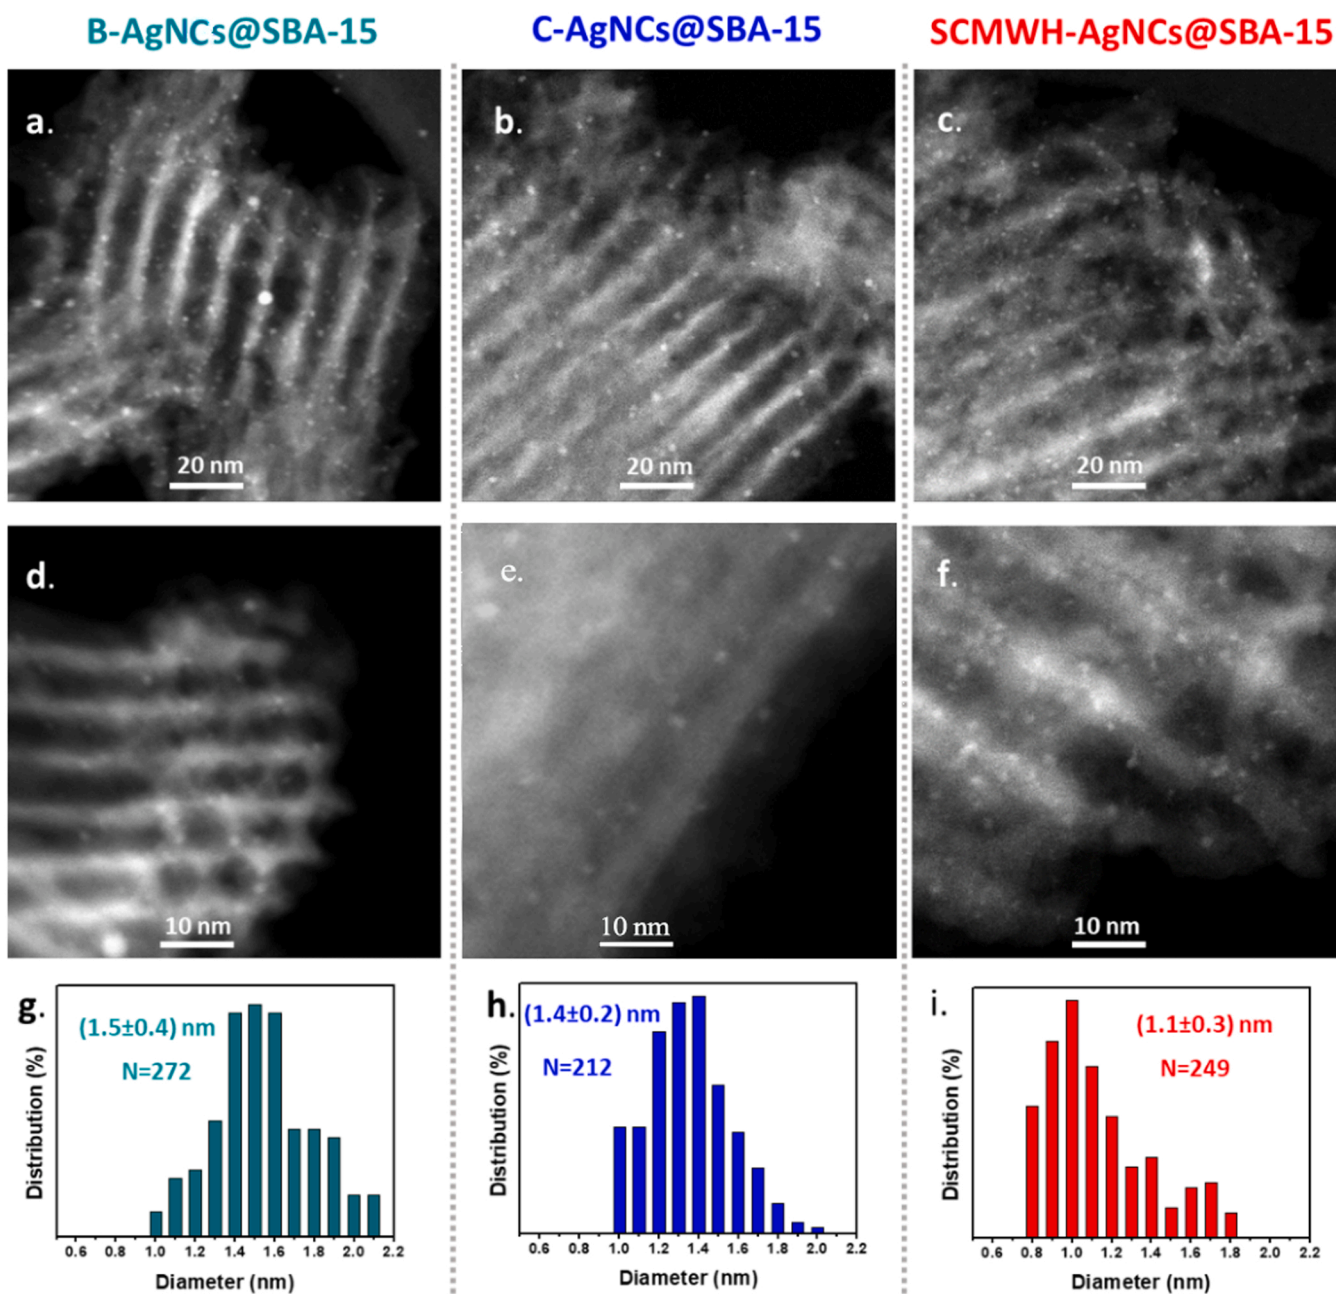 B-AgNCs@SBA-15
C-AgNCs@SBA-15
SCMWH-AgNCs@SBA-15
a.
20 nm
b.
20 nm
c.
20 nm
d.
10 nm
e.
10 nm
f.
10 nm
g.
(1.5±0.4) nm
N=272
Distribution (%)
0.6 0.8 1.0 1.2 1.4 1.6 1.8 2.0 2.2
Diameter (nm)
h.
(1.4±0.2) nm
N=212
Distribution (%)
0.6 0.8 1.0 1.2 1.4 1.6 1.8 2.0 2.2
Diameter (nm)
i.
(1.1±0.3) nm
N=249
Distribution (%)
0.6 0.8 1.0 1.2 1.4 1.6 1.8 2.0 2.2
Diameter (nm)